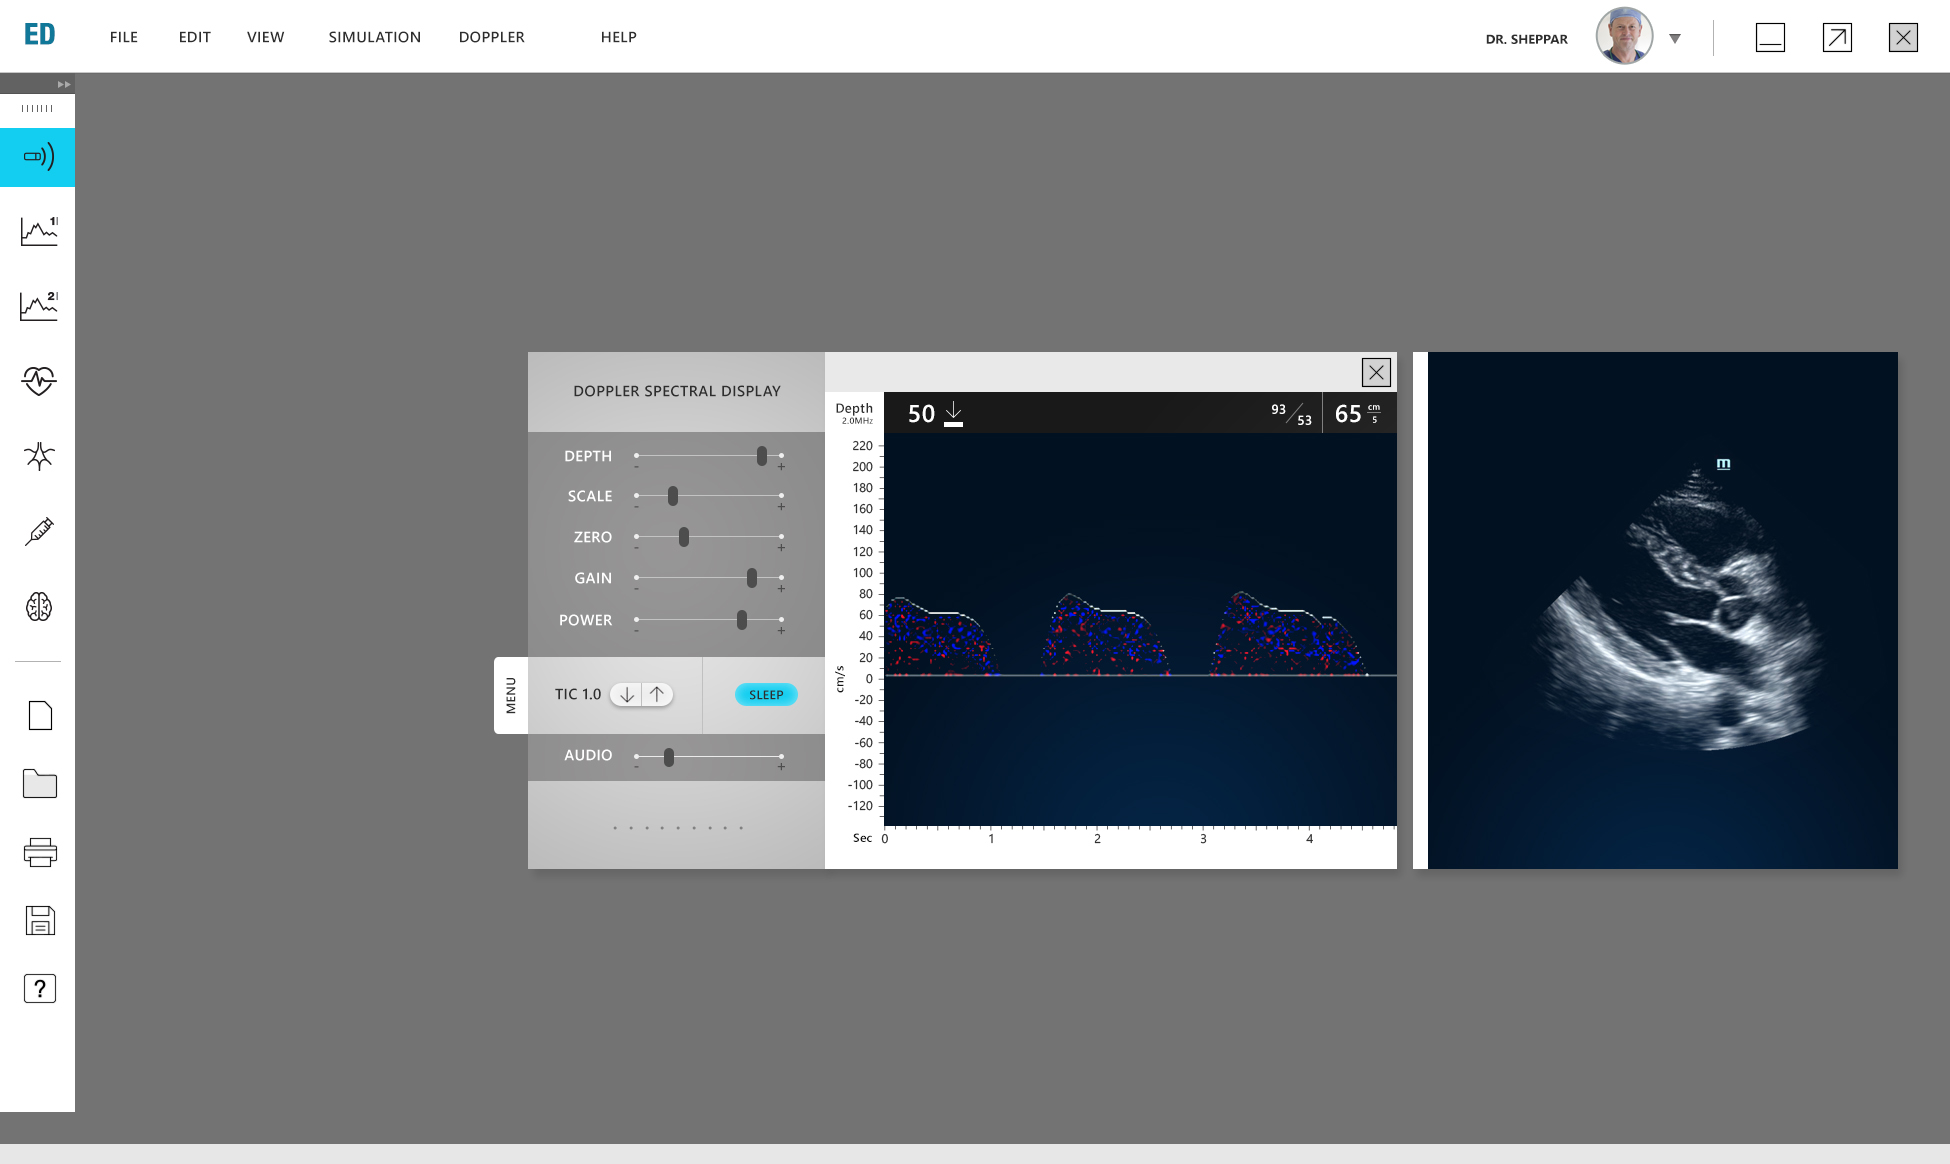 ED
FILE EDIT VIEW SIMULATION DOPPLER HELP
DR. SHEPPAR
1
2
?
DOPPLER SPECTRAL DISPLAY
DEPTH - +
SCALE - +
ZERO - +
GAIN - +
POWER - +
MENU
TIC 1.0
SLEEP
AUDIO - +
Depth
2.0MHz
50
93/53
65 cm/5
220
200
180
160
140
120
100
80
60
40
20
0
-20
-40
-60
-80
-100
-120
cm/s
Sec 0 1 2 3 4
m